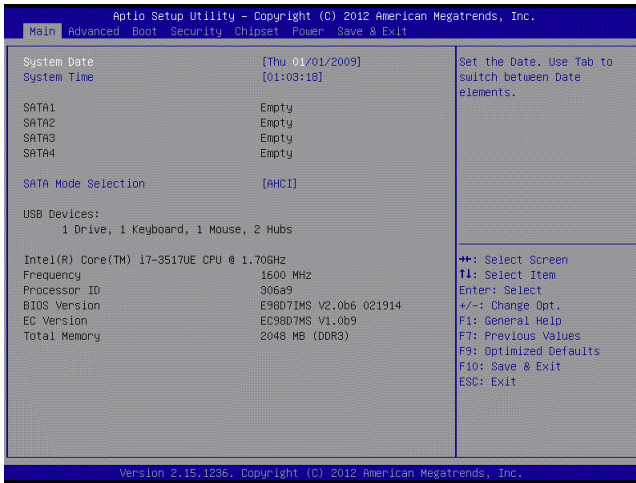 Aptio Setup Utility – Copyright (C) 2012 American Megatrends, Inc.
Main Advanced Boot Security Chipset Power Save & Exit
System Date [Thu 01/01/2009]
System Time [01:03:18]
SATA1 Empty
SATA2 Empty
SATA3 Empty
SATA4 Empty
SATA Mode Selection [AHCI]
USB Devices:
1 Drive, 1 Keyboard, 1 Mouse, 2 Hubs
Intel(R) Core(TM) i7-3517UE CPU @ 1.70GHz
Frequency 1600 MHz
Processor ID 306a9
BIOS Version E98D7IMS V2.0b6 021914
EC Version EC98D7MS V1.0b9
Total Memory 2048 MB (DDR3)
Set the Date. Use Tab to
switch between Date
elements.
→←: Select Screen
↑↓: Select Item
Enter: Select
+/-: Change Opt.
F1: General Help
F7: Previous Values
F9: Optimized Defaults
F10: Save & Exit
ESC: Exit
Version 2.15.1236. Copyright (C) 2012 American Megatrends, Inc.